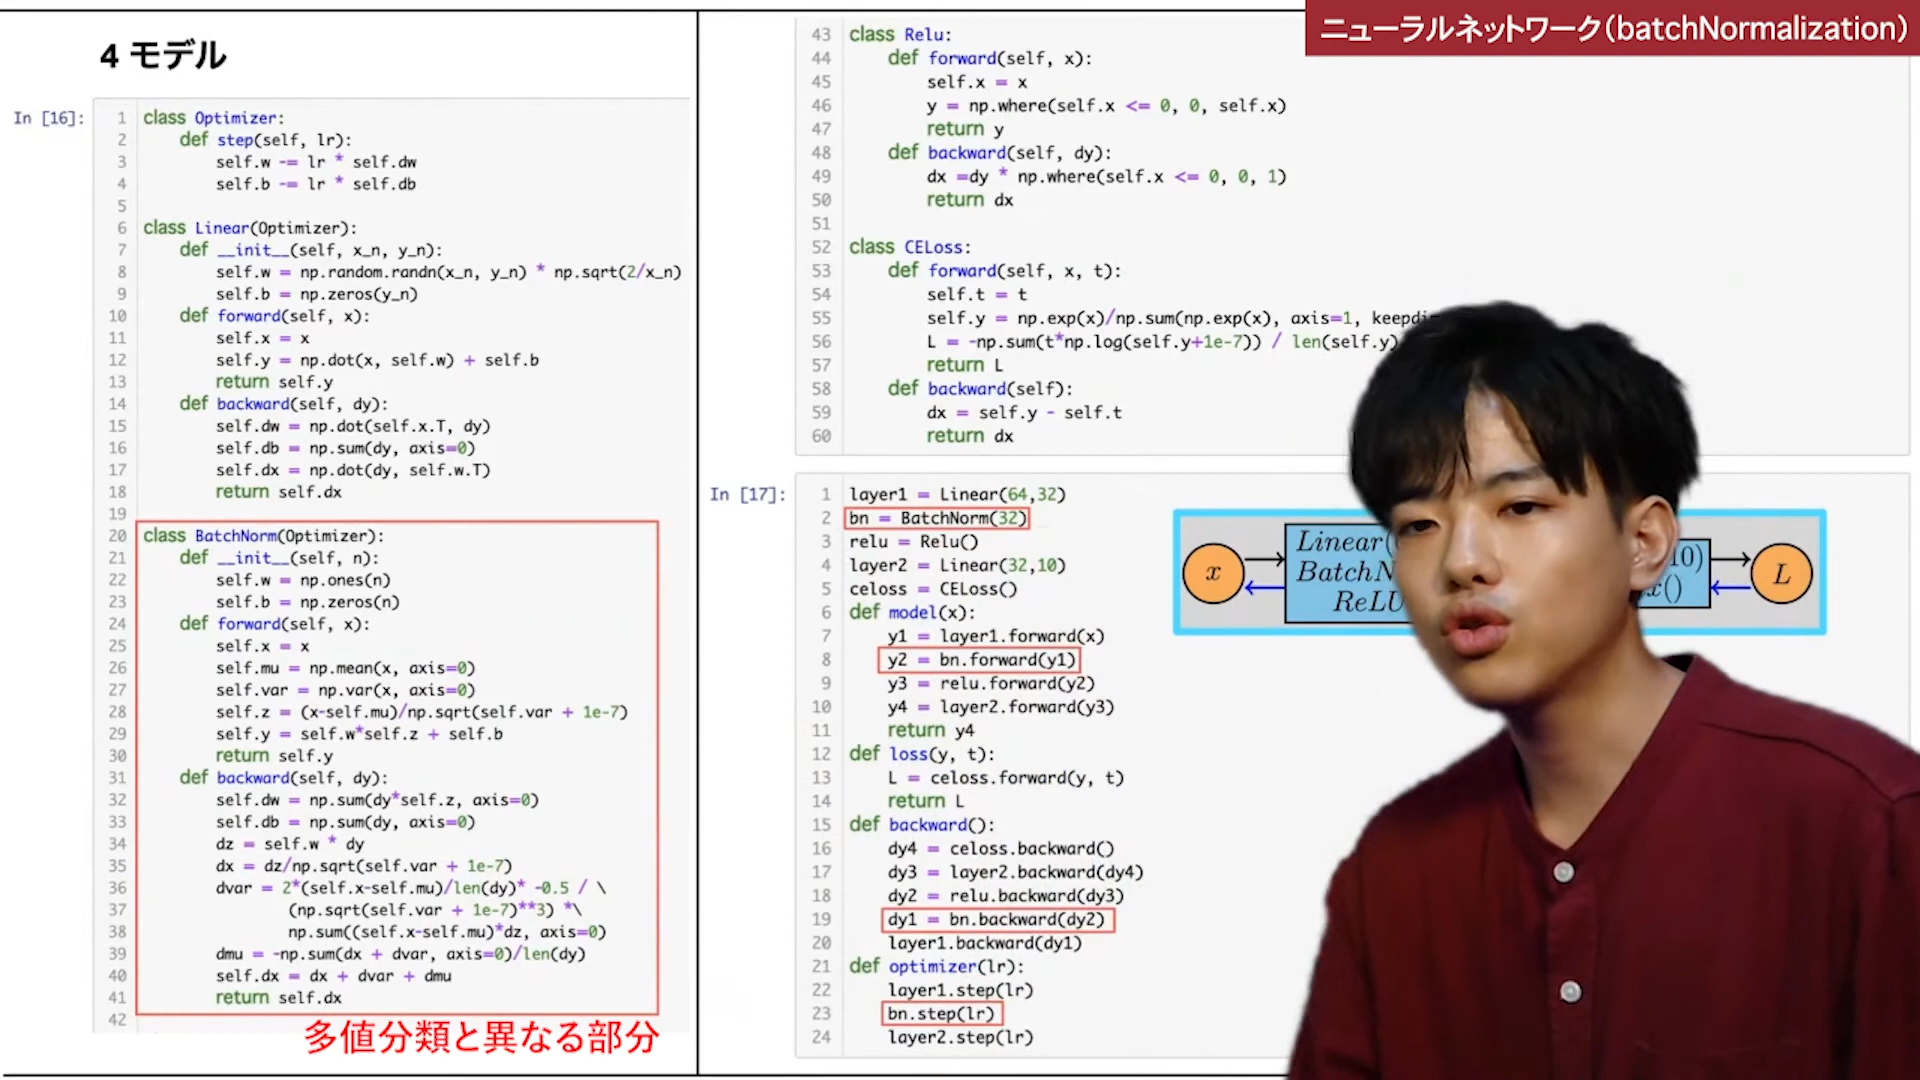 ニューラルネットワーク(batchNormalization)
4 モデル
In [16]:
1 class Optimizer:
2 def step(self, lr):
3 self.w -= lr * self.dw
4 self.b -= lr * self.db
5
6 class Linear(Optimizer):
7 def __init__(self, x_n, y_n):
8 self.w = np.random.randn(x_n, y_n) * np.sqrt(2/x_n)
9 self.b = np.zeros(y_n)
10 def forward(self, x):
11 self.x = x
12 self.y = np.dot(x, self.w) + self.b
13 return self.y
14 def backward(self, dy):
15 self.dw = np.dot(self.x.T, dy)
16 self.db = np.sum(dy, axis=0)
17 self.dx = np.dot(dy, self.w.T)
18 return self.dx
19
20 class BatchNorm(Optimizer):
21 def __init__(self, n):
22 self.w = np.ones(n)
23 self.b = np.zeros(n)
24 def forward(self, x):
25 self.x = x
26 self.mu = np.mean(x, axis=0)
27 self.var = np.var(x, axis=0)
28 self.z = (x-self.mu)/np.sqrt(self.var + 1e-7)
29 self.y = self.w*self.z + self.b
30 return self.y
31 def backward(self, dy):
32 self.dw = np.sum(dy*self.z, axis=0)
33 self.db = np.sum(dy, axis=0)
34 dz = self.w * dy
35 dx = dz/np.sqrt(self.var + 1e-7)
36 dvar = 2*(self.x-self.mu)/len(dy)* -0.5 / \
37 (np.sqrt(self.var + 1e-7)**3) *\
38 np.sum((self.x-self.mu)*dz, axis=0)
39 dmu = -np.sum(dx + dvar, axis=0)/len(dy)
40 self.dx = dx + dvar + dmu
41 return self.dx
42
多値分類と異なる部分
43 class Relu:
44 def forward(self, x):
45 self.x = x
46 y = np.where(self.x <= 0, 0, self.x)
47 return y
48 def backward(self, dy):
49 dx =dy * np.where(self.x <= 0, 0, 1)
50 return dx
51
52 class CELoss:
53 def forward(self, x, t):
54 self.t = t
55 self.y = np.exp(x)/np.sum(np.exp(x), axis=1,
56 L = -np.sum(t*np.log(self.y+1e-7)) / len(self.y)
57 return L
58 def backward(self):
59 dx = self.y - self.t
60 return dx
In [17]:
1 layer1 = Linear(64,32)
2 bn = BatchNorm(32)
3 relu = Relu()
4 layer2 = Linear(32,10)
5 celoss = CELoss()
6 def model(x):
7 y1 = layer1.forward(x)
8 y2 = bn.forward(y1)
9 y3 = relu.forward(y2)
10 y4 = layer2.forward(y3)
11 return y4
12 def loss(y, t):
13 L = celoss.forward(y, t)
14 return L
15 def backward():
16 dy4 = celoss.backward()
17 dy3 = layer2.backward(dy4)
18 dy2 = relu.backward(dy3)
19 dy1 = bn.backward(dy2)
20 layer1.backward(dy1)
21 def optimizer(lr):
22 layer1.step(lr)
23 bn.step(lr)
24 layer2.step(lr)
x
Linear(
BatchN
ReLU
10)
x()
L